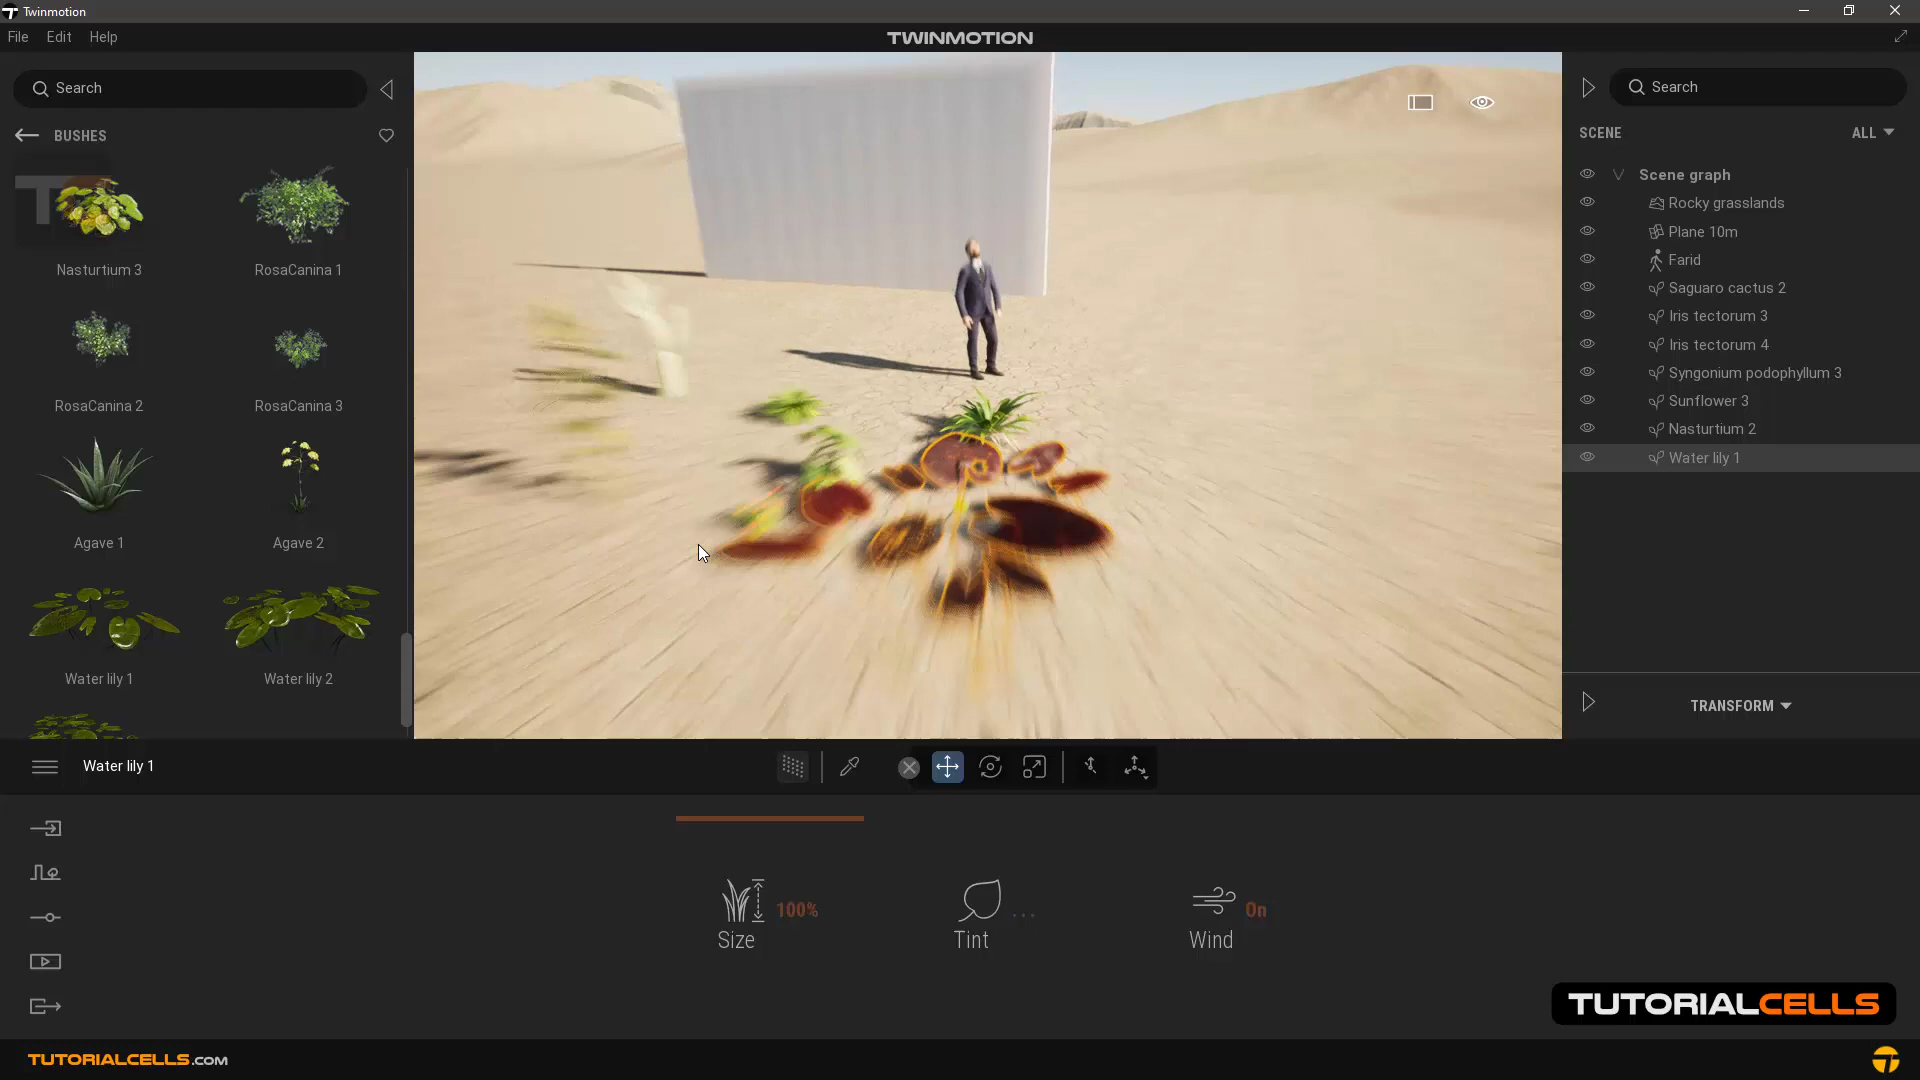 Twinmotion
File Edit Help
TWINMOTION
Search
BUSHES
Nasturtium 3
RosaCanina 1
RosaCanina 2
RosaCanina 3
Agave 1
Agave 2
Water lily 1
Water lily 2
Search
SCENE
ALL
Scene graph
Rocky grasslands
Plane 10m
Farid
Saguaro cactus 2
Iris tectorum 3
Iris tectorum 4
Syngonium podophyllum 3
Sunflower 3
Nasturtium 2
Water lily 1
TRANSFORM
Water lily 1
100%
Size
...
Tint
On
Wind
TUTORIALCELLS
TUTORIALCELLS.COM